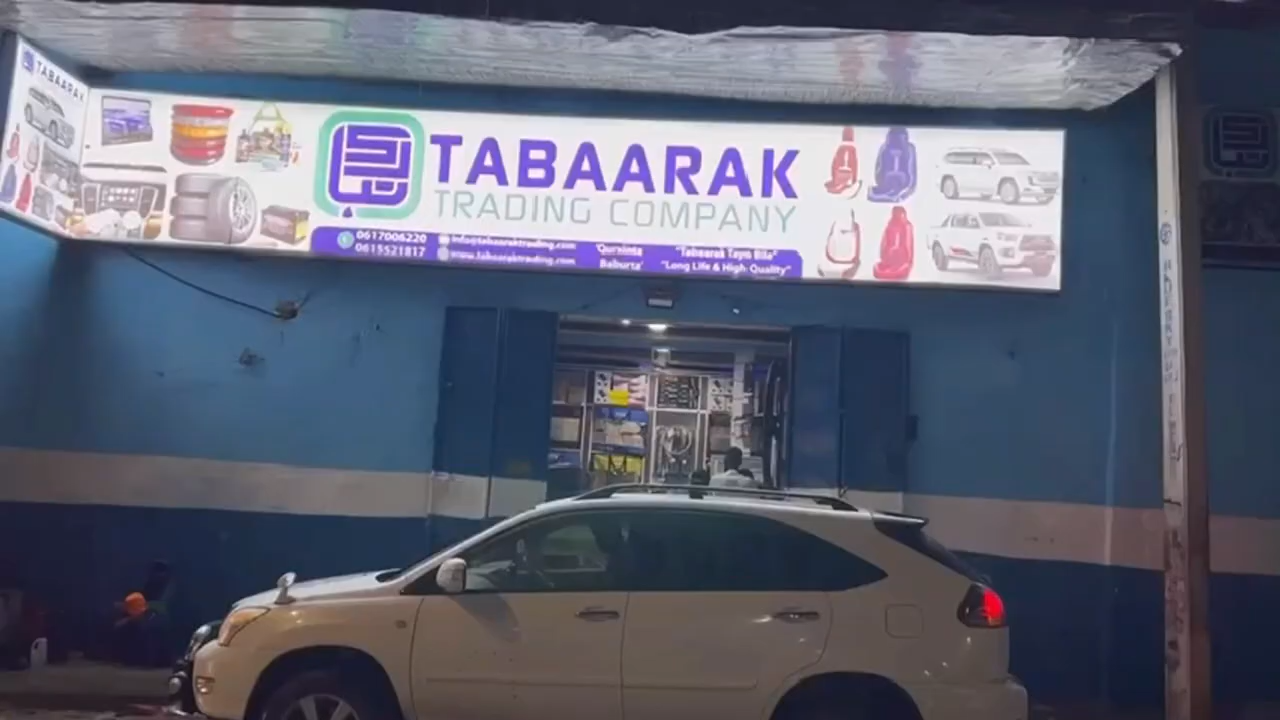 TABAARAK
TABAARAK
TRADING COMPANY
0617006220
0615521817
info@tabaaraktrading.com
www.tabaaraktrading.com
'Qurxinta
Baburta'
"Tabaarak Tayo Bila"
"Long Life & High Quality"